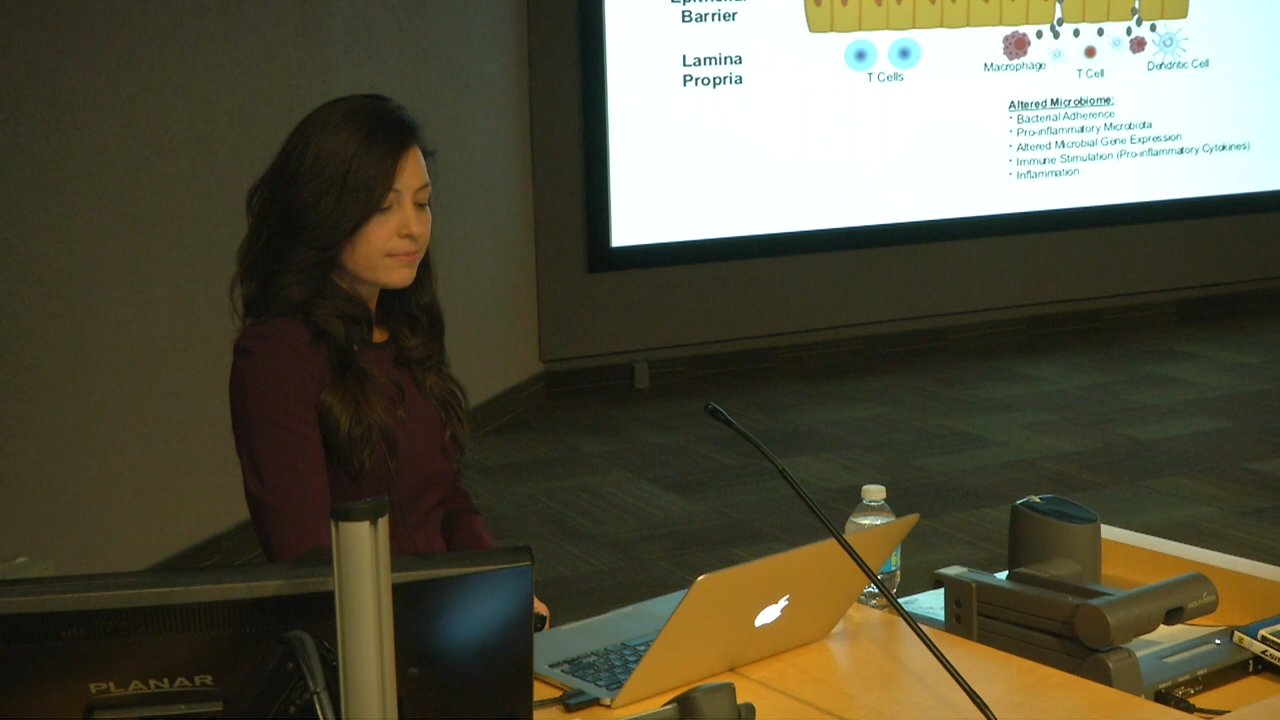 Barrier
Lamina
Propria
T Cells
Macrophage
T Cell
Dendritic Cell
Altered Microbiome:
· Bacterial Adherence
· Pro-inflammatory Microbiota
· Altered Microbial Gene Expression
· Immune Stimulation (Pro-inflammatory Cytokines)
· Inflammation
PLANAR